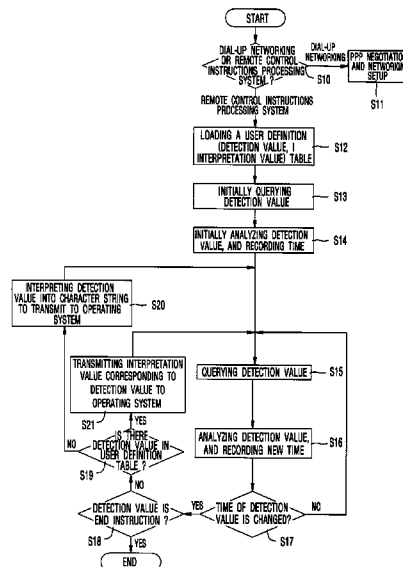 START
DIAL-UP NETWORKING
OR REMOTE CONTROL
INSTRUCTIONS PROCESSING
SYSTEM ?
S10
DIAL-UP
NETWORKING
PPP NEGOTIATION
AND NETWORKING
SETUP
S11
REMOTE CONTROL INSTRUCTIONS
PROCESSING SYSTEM
LOADING A USER DEFINITION
(DETECTION VALUE, I
INTERPRETATION VALUE) TABLE
S12
INITIALLY QUERYING
DETECTION VALUE
S13
INITIALLY ANALYZING DETECTION
VALUE, AND RECORDING TIME
S14
INTERPRETING DETECTION
VALUE INTO CHARACTER STRING
TO TRANSMIT TO OPERATING
SYSTEM
S20
TRANSMITTING INTERPRETATION
VALUE CORRESPONDING TO
DETECTION VALUE TO
OPERATING SYSTEM
S21
YES
QUERYING DETECTION VALUE
S15
IS THERE
DETECTION VALUE IN
USER DEFINITION
TABLE ?
NO
S19
ANALYZING DETECTION VALUE,
AND RECORDING NEW TIME
S16
NO
DETECTION VALUE IS
END INSTRUCTION ?
S18
YES
YES
TIME OF DETECTION
VALUE IS CHANGED?
NO
S17
END